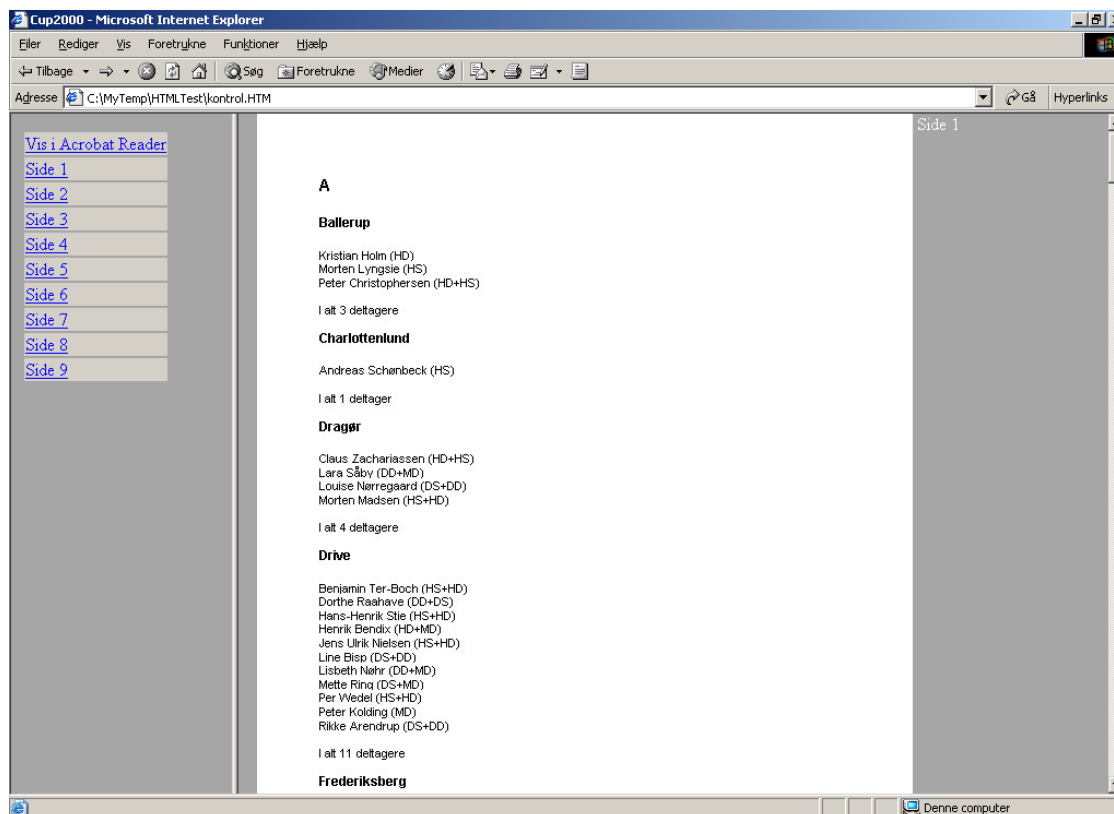 Cup2000 - Microsoft Internet Explorer
Filer Rediger Vis Foretrukne Funktioner Hjælp
Tilbage Søg Foretrukne Medier
Adresse C:\MyTemp\HTMLTest\kontrol.HTM Gå Hyperlinks
Vis i Acrobat Reader
Side 1
Side 2
Side 3
Side 4
Side 5
Side 6
Side 7
Side 8
Side 9
A
Ballerup
Kristian Holm (HD)
Morten Lyngsie (HS)
Peter Christophersen (HD+HS)
I alt 3 deltagere
Charlottenlund
Andreas Schønbeck (HS)
I alt 1 deltager
Dragør
Claus Zachariassen (HD+HS)
Lara Såby (DD+MD)
Louise Nørregaard (DS+DD)
Morten Madsen (HS+HD)
I alt 4 deltagere
Drive
Benjamin Ter-Boch (HS+HD)
Dorthe Raahave (DD+DS)
Hans-Henrik Stie (HS+HD)
Henrik Bendix (HD+MD)
Jens Ulrik Nielsen (HS+HD)
Line Bisp (DS+DD)
Lisbeth Nøhr (DD+MD)
Mette Ring (DS+MD)
Per Wedel (HS+HD)
Peter Kolding (MD)
Rikke Arendrup (DS+DD)
I alt 11 deltagere
Frederiksberg
Side 1
Denne computer